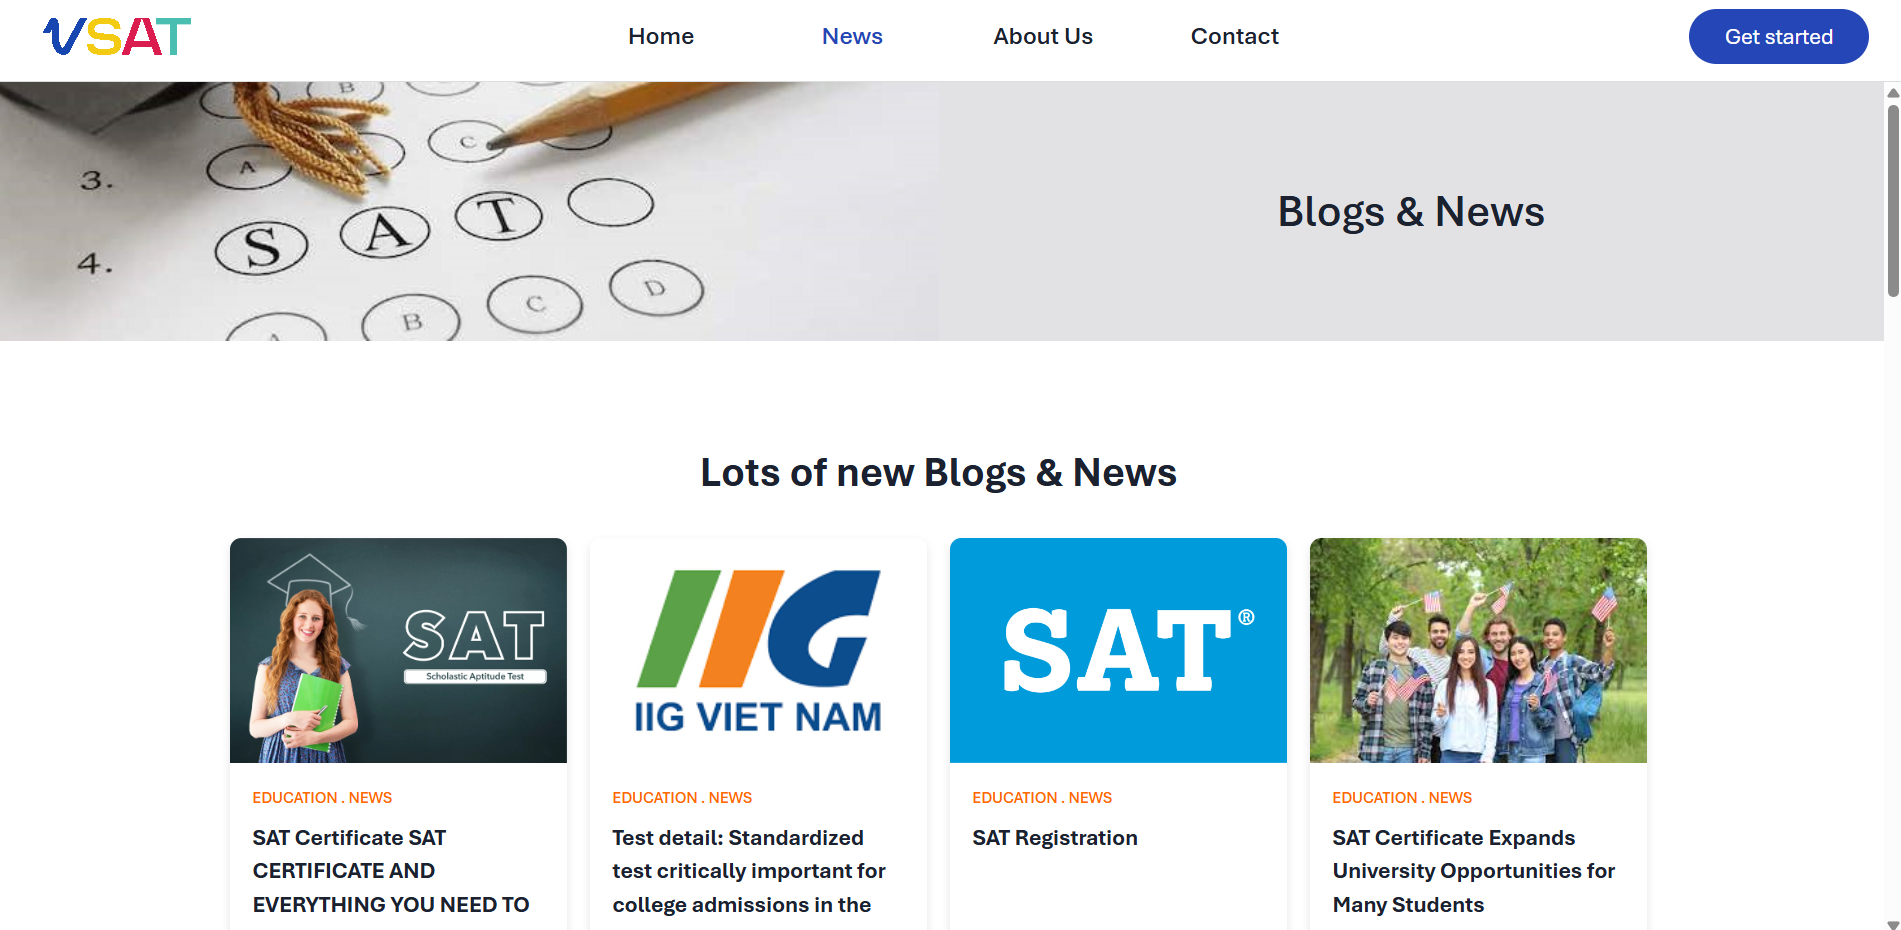 VSAT
Home
News
About Us
Contact
Get started
B
C
3.
A
S A T
4.
A B C D
Blogs & News
Lots of new Blogs & News
SAT
Scholastic Aptitude Test
EDUCATION . NEWS
SAT Certificate SAT
CERTIFICATE AND
EVERYTHING YOU NEED TO
IIG
IIG VIET NAM
EDUCATION . NEWS
Test detail: Standardized
test critically important for
college admissions in the
SAT®
EDUCATION . NEWS
SAT Registration
EDUCATION . NEWS
SAT Certificate Expands
University Opportunities for
Many Students